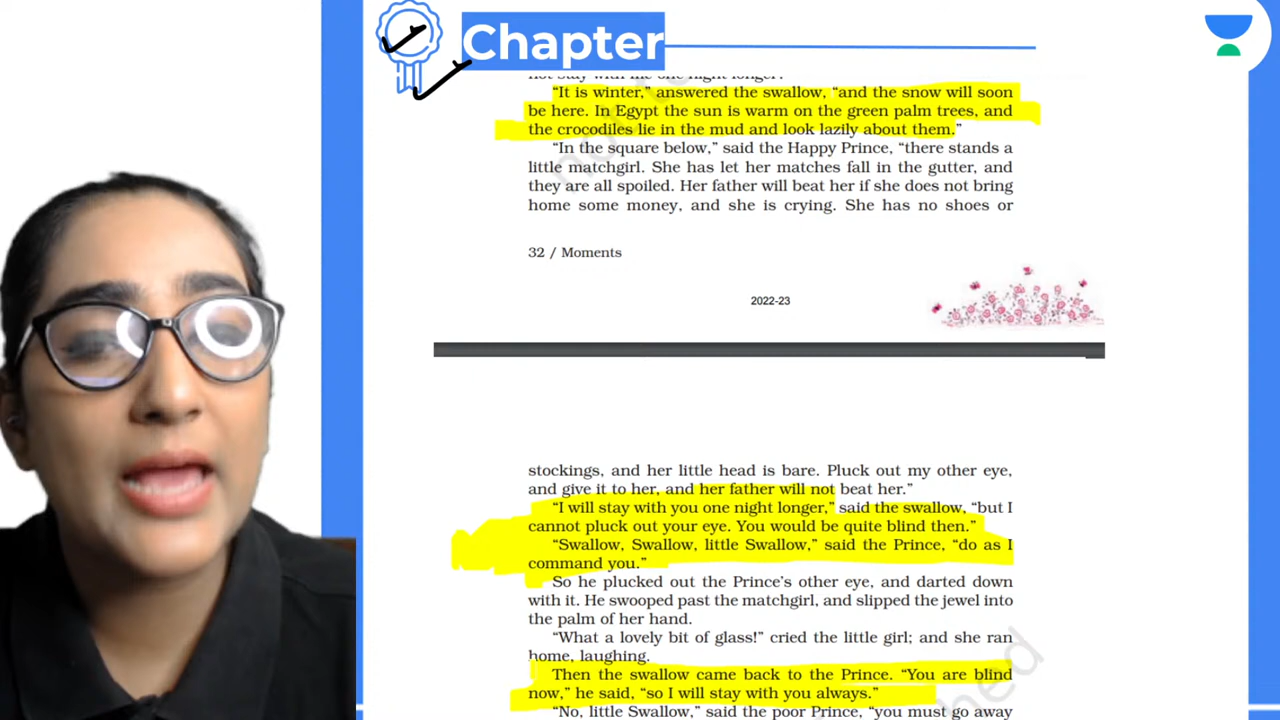 Chapter
not stay with me one night longer?"
“It is winter,” answered the swallow, “and the snow will soon
be here. In Egypt the sun is warm on the green palm trees, and
the crocodiles lie in the mud and look lazily about them.”
“In the square below,” said the Happy Prince, “there stands a
little matchgirl. She has let her matches fall in the gutter, and
they are all spoiled. Her father will beat her if she does not bring
home some money, and she is crying. She has no shoes or
32 / Moments
2022-23
stockings, and her little head is bare. Pluck out my other eye,
and give it to her, and her father will not beat her.”
“I will stay with you one night longer,” said the swallow, “but I
cannot pluck out your eye. You would be quite blind then.”
“Swallow, Swallow, little Swallow,” said the Prince, “do as I
command you.”
So he plucked out the Prince’s other eye, and darted down
with it. He swooped past the matchgirl, and slipped the jewel into
the palm of her hand.
“What a lovely bit of glass!” cried the little girl; and she ran
home, laughing.
Then the swallow came back to the Prince. “You are blind
now,” he said, “so I will stay with you always.”
“No, little Swallow,” said the poor Prince, “you must go away